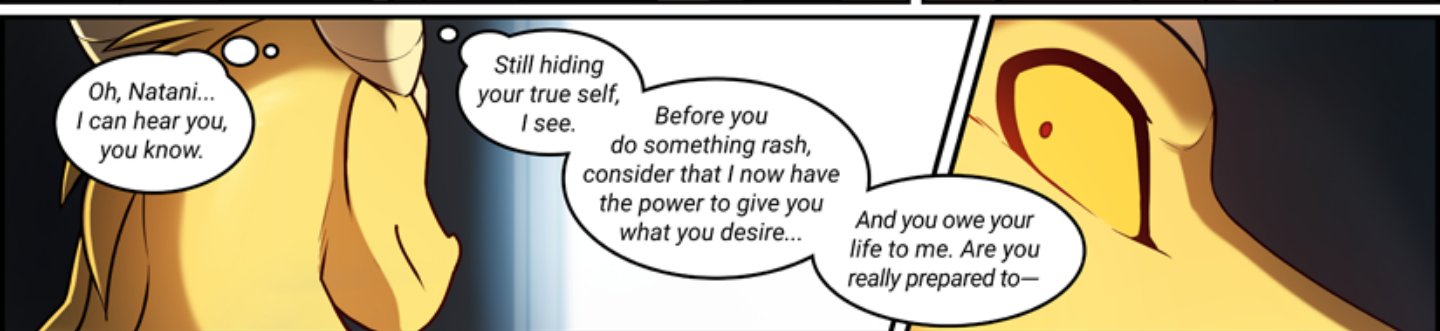 Oh, Natani...
I can hear you,
you know.
Still hiding
your true self,
I see.
Before you
do something rash,
consider that I now have
the power to give you
what you desire...
And you owe your
life to me. Are you
really prepared to—